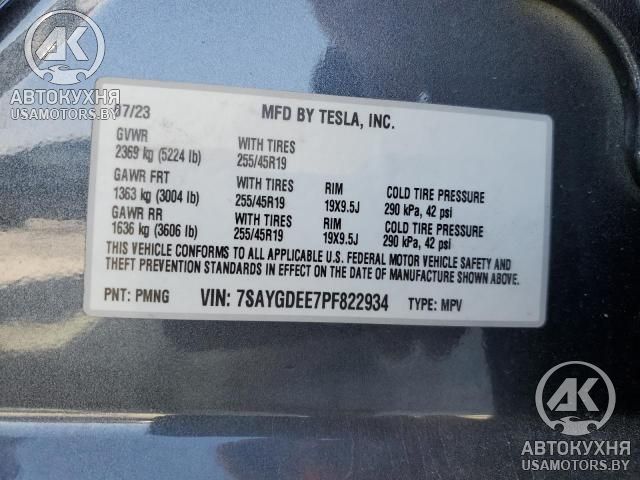 AK
АВТОКУХНЯ
USAMOTORS.BY
07/23
MFD BY TESLA, INC.
GVWR
2369 kg (5224 lb)
WITH TIRES
255/45R19
GAWR FRT
1363 kg (3004 lb)
WITH TIRES
255/45R19
RIM
19X9.5J
COLD TIRE PRESSURE
290 kPa, 42 psi
GAWR RR
1636 kg (3606 lb)
WITH TIRES
255/45R19
RIM
19X9.5J
COLD TIRE PRESSURE
290 kPa, 42 psi
THIS VEHICLE CONFORMS TO ALL APPLICABLE U.S. FEDERAL MOTOR VEHICLE SAFETY AND
THEFT PREVENTION STANDARDS IN EFFECT ON THE DATE OF MANUFACTURE SHOWN ABOVE.
PNT: PMNG
VIN: 7SAYGDEE7PF822934
TYPE: MPV
AK
АВТОКУХНЯ
USAMOTORS.BY